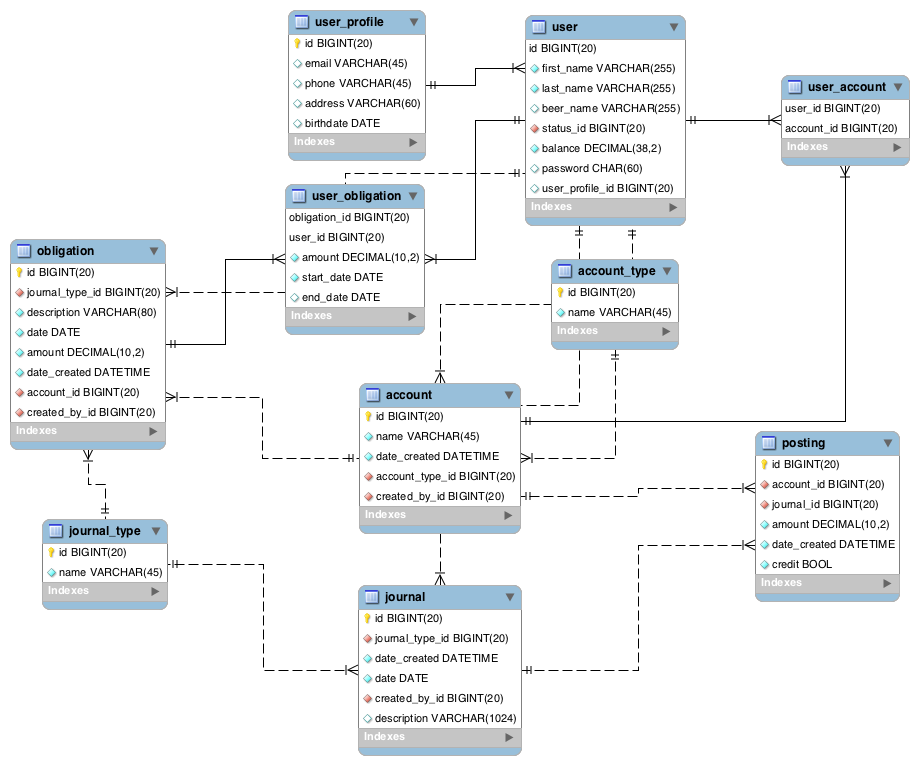 user_profile
id BIGINT(20)
email VARCHAR(45)
phone VARCHAR(45)
address VARCHAR(60)
birthdate DATE
Indexes
user
id BIGINT(20)
first_name VARCHAR(255)
last_name VARCHAR(255)
beer_name VARCHAR(255)
status_id BIGINT(20)
balance DECIMAL(38,2)
password CHAR(60)
user_profile_id BIGINT(20)
Indexes
user_account
user_id BIGINT(20)
account_id BIGINT(20)
Indexes
user_obligation
obligation_id BIGINT(20)
user_id BIGINT(20)
amount DECIMAL(10,2)
start_date DATE
end_date DATE
Indexes
obligation
id BIGINT(20)
journal_type_id BIGINT(20)
description VARCHAR(80)
date DATE
amount DECIMAL(10,2)
date_created DATETIME
account_id BIGINT(20)
created_by_id BIGINT(20)
Indexes
account_type
id BIGINT(20)
name VARCHAR(45)
Indexes
account
id BIGINT(20)
name VARCHAR(45)
date_created DATETIME
account_type_id BIGINT(20)
created_by_id BIGINT(20)
Indexes
posting
id BIGINT(20)
account_id BIGINT(20)
journal_id BIGINT(20)
amount DECIMAL(10,2)
date_created DATETIME
credit BOOL
Indexes
journal_type
id BIGINT(20)
name VARCHAR(45)
Indexes
journal
id BIGINT(20)
journal_type_id BIGINT(20)
date_created DATETIME
date DATE
created_by_id BIGINT(20)
description VARCHAR(1024)
Indexes